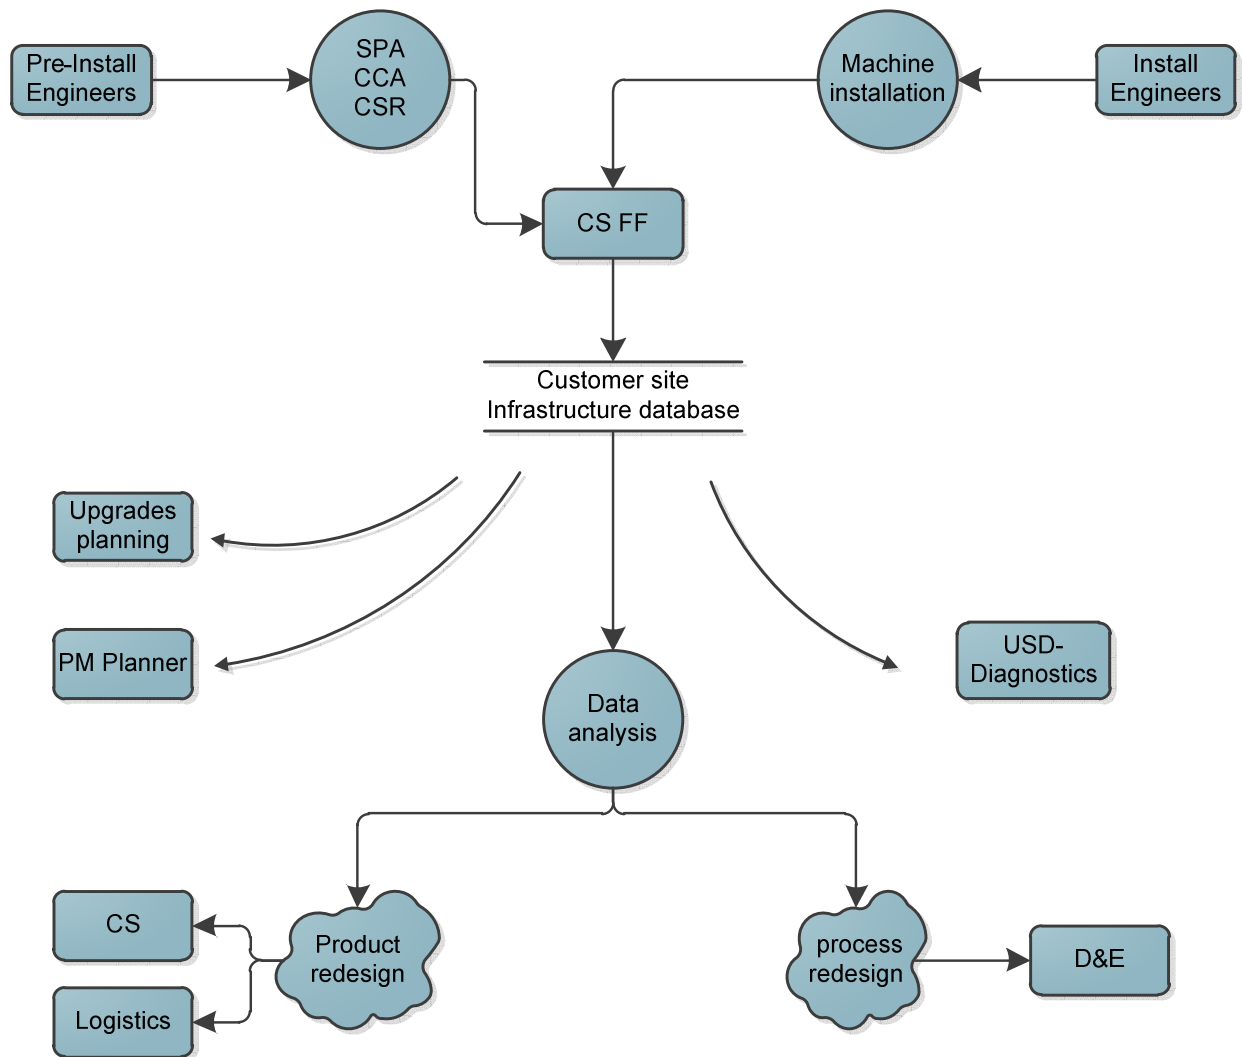 Pre-Install
Engineers
SPA
CCA
CSR
Machine
installation
Install
Engineers
CS FF
Customer site
Infrastructure database
Upgrades
planning
PM Planner
USD-
Diagnostics
Data
analysis
CS
Product
redesign
process
redesign
D&E
Logistics